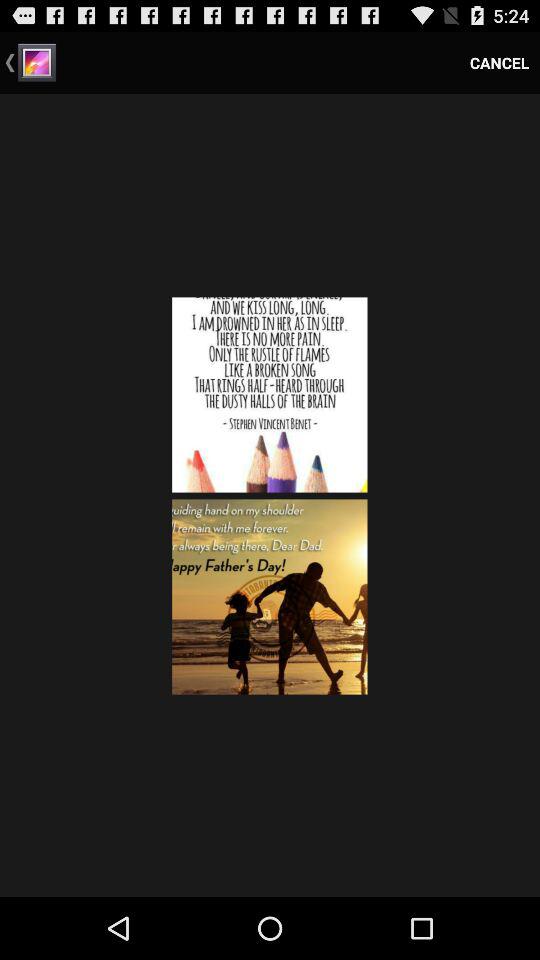 5:24
CANCEL
AND WE KISS LONG, LONG.
I AM DROWNED IN HER AS IN SLEEP.
THERE IS NO MORE PAIN.
ONLY THE RUSTLE OF FLAMES
LIKE A BROKEN SONG
THAT RINGS HALF-HEARD THROUGH
THE DUSTY HALLS OF THE BRAIN
- STEPHEN VINCENT BENET -
uiding hand on my shoulder
l remain with me forever.
r always being there, Dear Dad.
appy Father's Day!